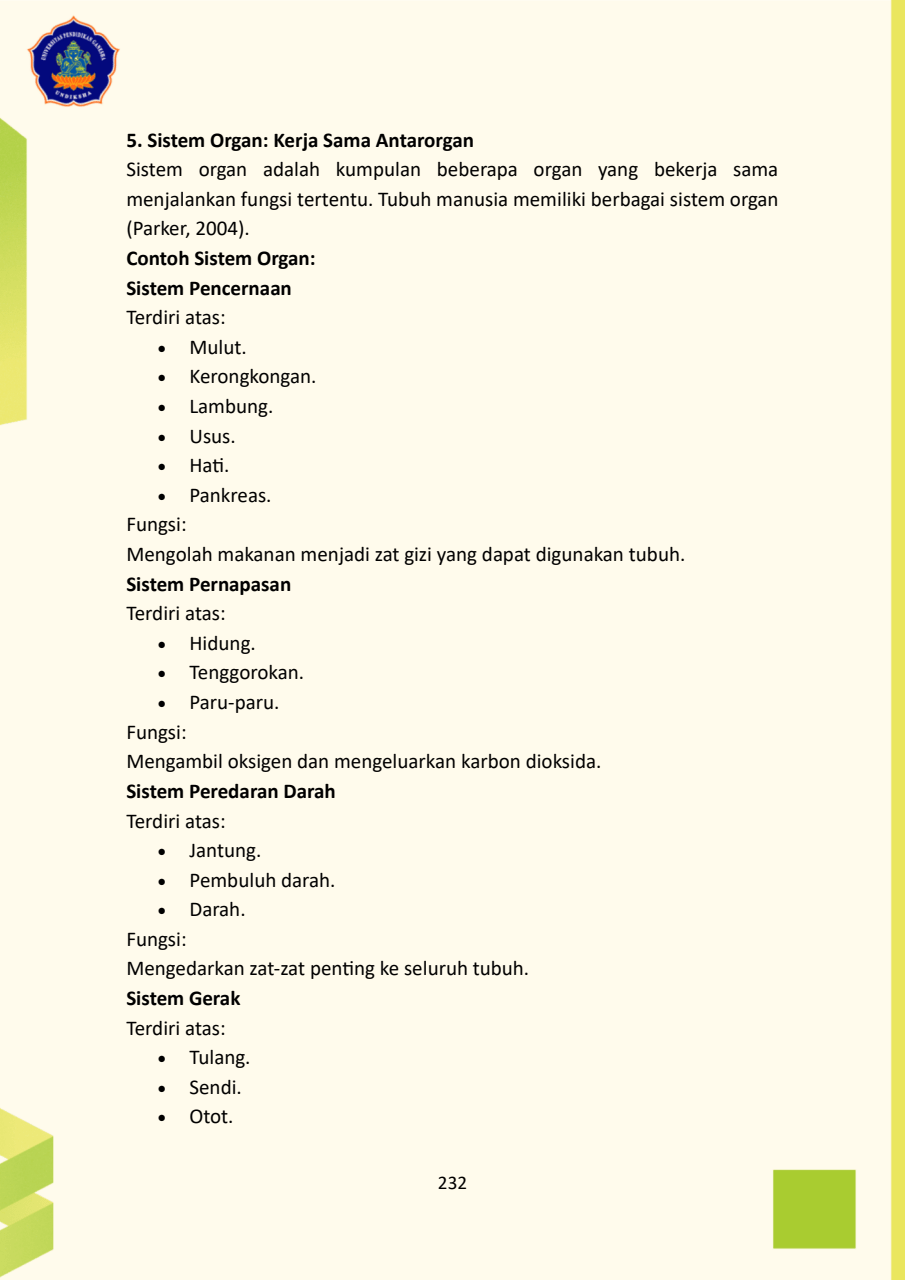 UNIVERSITAS PENDIDIKAN GANESHA
UNDIKSHA
5. Sistem Organ: Kerja Sama Antarorgan
Sistem organ adalah kumpulan beberapa organ yang bekerja sama
menjalankan fungsi tertentu. Tubuh manusia memiliki berbagai sistem organ
(Parker, 2004).
Contoh Sistem Organ:
Sistem Pencernaan
Terdiri atas:
• Mulut.
• Kerongkongan.
• Lambung.
• Usus.
• Hati.
• Pankreas.
Fungsi:
Mengolah makanan menjadi zat gizi yang dapat digunakan tubuh.
Sistem Pernapasan
Terdiri atas:
• Hidung.
• Tenggorokan.
• Paru-paru.
Fungsi:
Mengambil oksigen dan mengeluarkan karbon dioksida.
Sistem Peredaran Darah
Terdiri atas:
• Jantung.
• Pembuluh darah.
• Darah.
Fungsi:
Mengedarkan zat-zat penting ke seluruh tubuh.
Sistem Gerak
Terdiri atas:
• Tulang.
• Sendi.
• Otot.
232